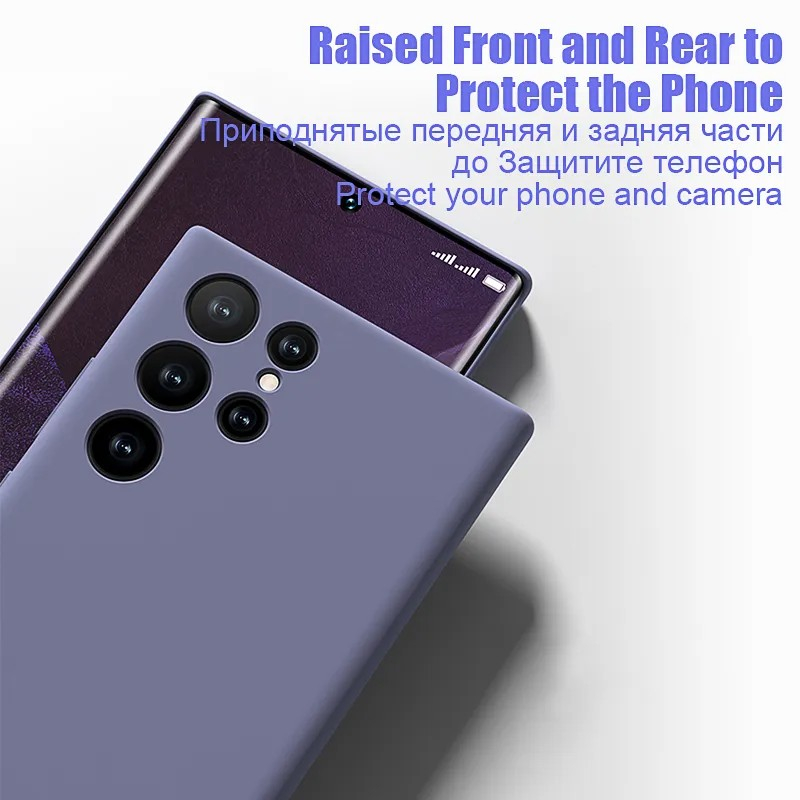 Raised Front and Rear to
Protect the Phone
Приподнятые передняя и задняя части
до Защитите телефон
Protect your phone and camera